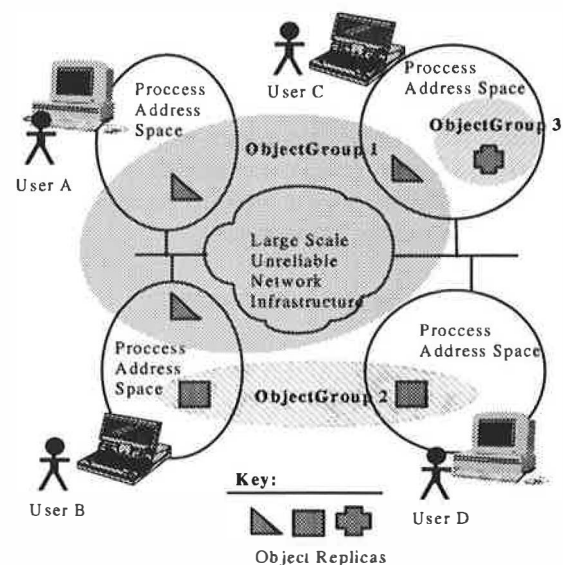 User A
Proccess
Address
Space
User C
Proccess
Address Space
ObjectGroup 1
ObjectGroup 3
Large Scale
Unreliable
Network
Infrastructure
Proccess
Address
Space
Proccess
Address Space
ObjectGroup 2
User B
User D
Key:
Object Replicas